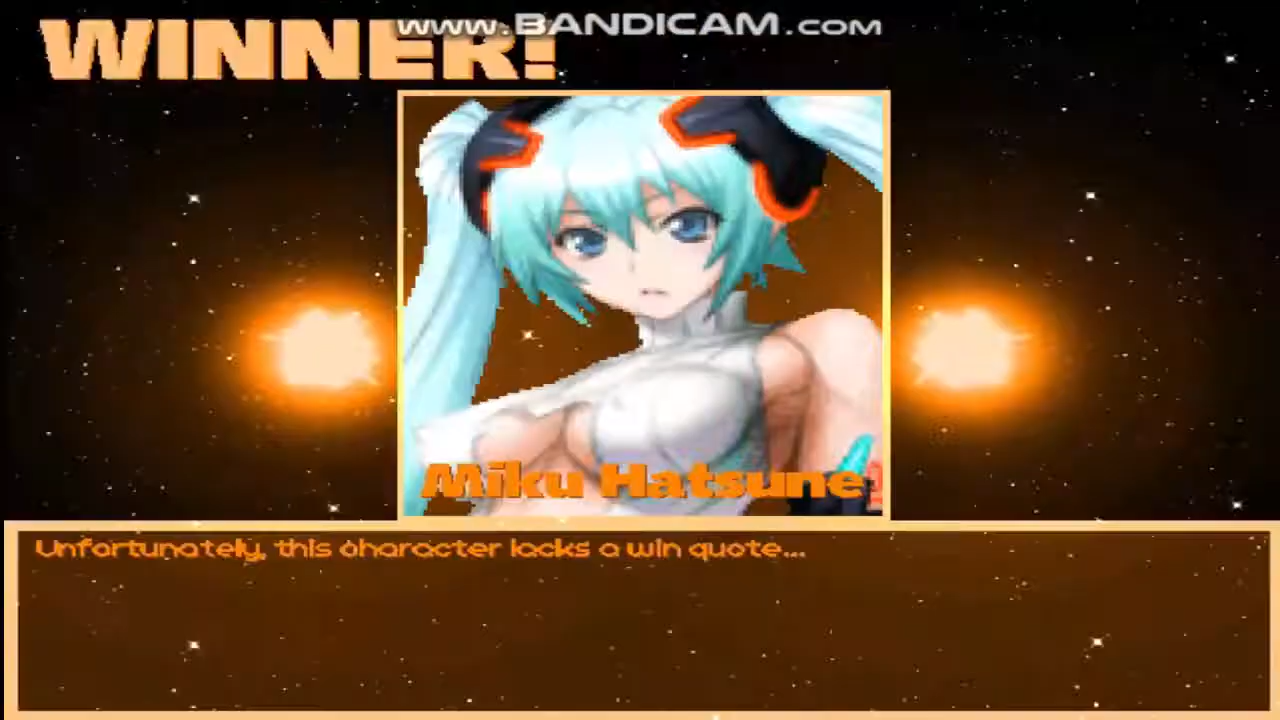 www.BANDICAM.com
WINNER!
Miku Hatsune
Unfortunately, this character lacks a win quote...